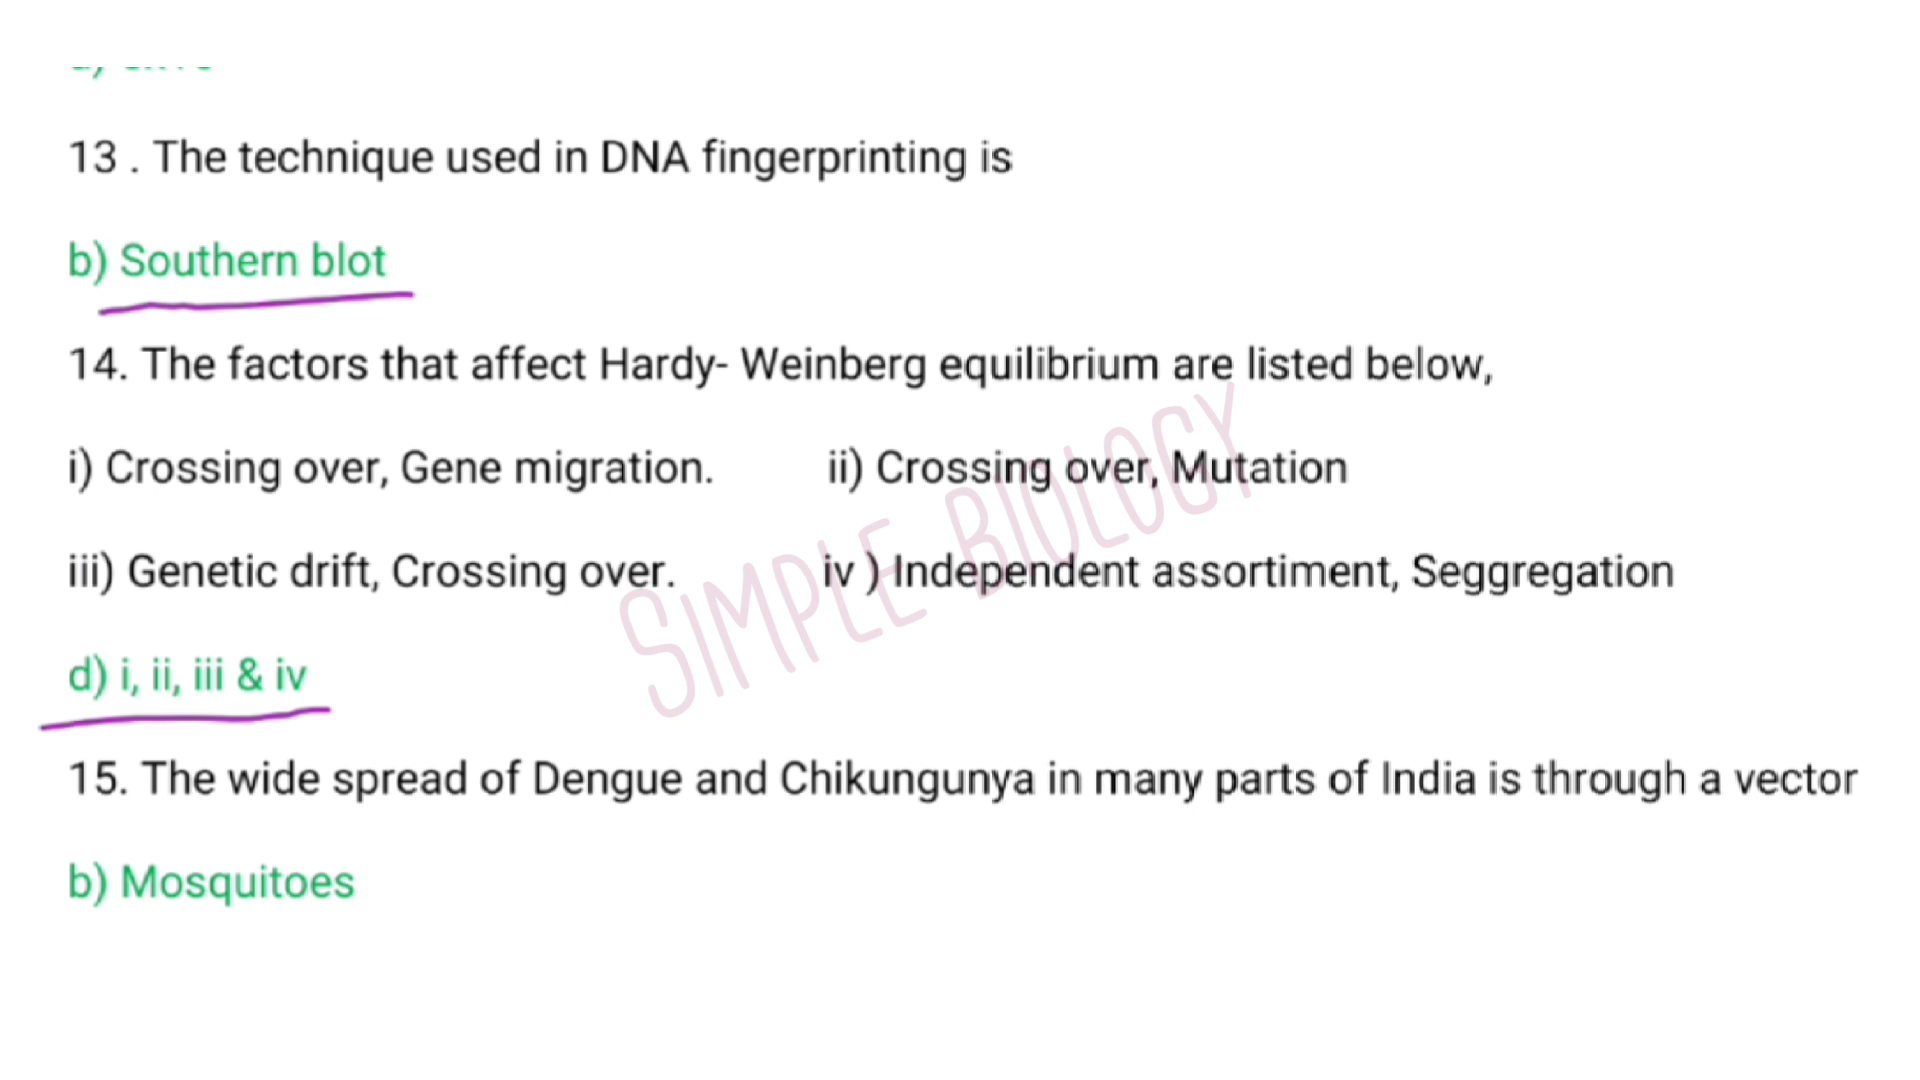 13 . The technique used in DNA fingerprinting is
b) Southern blot
14. The factors that affect Hardy- Weinberg equilibrium are listed below,
i) Crossing over, Gene migration. ii) Crossing over, Mutation
iii) Genetic drift, Crossing over. iv ) Independent assortiment, Seggregation
d) i, ii, iii & iv
15. The wide spread of Dengue and Chikungunya in many parts of India is through a vector
b) Mosquitoes
SIMPLE BIOLOGY